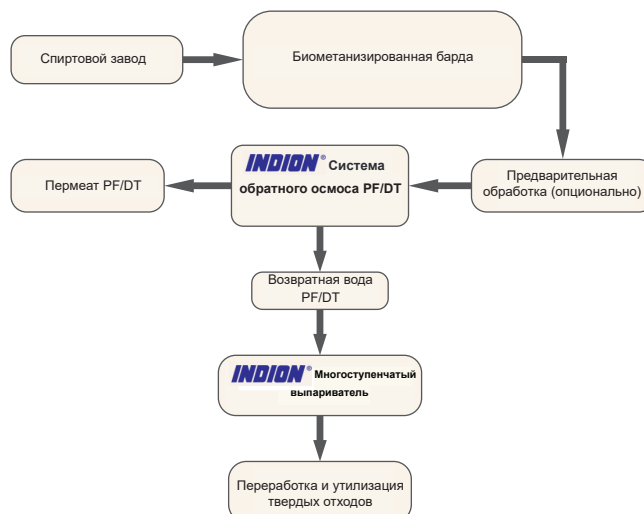 Спиртовой завод
Биометанизированная барда
INDION® Система
обратного осмоса PF/DT
Пермеат PF/DT
Предварительная
обработка (опционально)
Возвратная вода
PF/DT
INDION® Многоступенчатый
выпариватель
Переработка и утилизация
твердых отходов